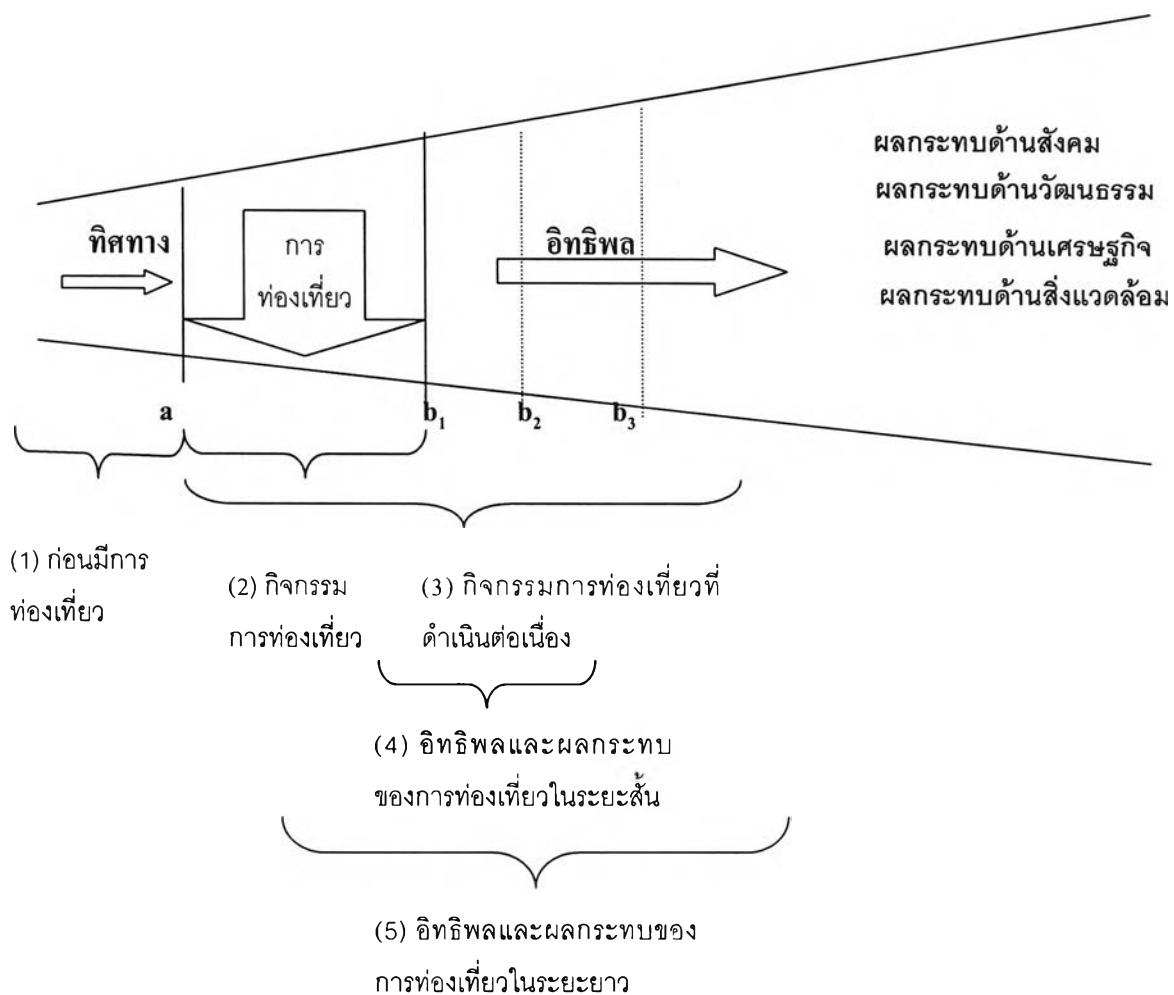 ผลกระทบด้านสังคม
ผลกระทบด้านวัฒนธรรม
ทิศทาง
การ
ท่องเที่ยว
อิทธิพล
ผลกระทบด้านเศรษฐกิจ
ผลกระทบด้านสิ่งแวดล้อม
a
b1
b2
b3
(1) ก่อนมีการ
ท่องเที่ยว
(2) กิจกรรม
การท่องเที่ยว
(3) กิจกรรมการท่องเที่ยวที่
ดำเนินต่อเนื่อง
(4) อิทธิพลและผลกระทบ
ของการท่องเที่ยวในระยะสั้น
(5) อิทธิพลและผลกระทบของ
การท่องเที่ยวในระยะยาว